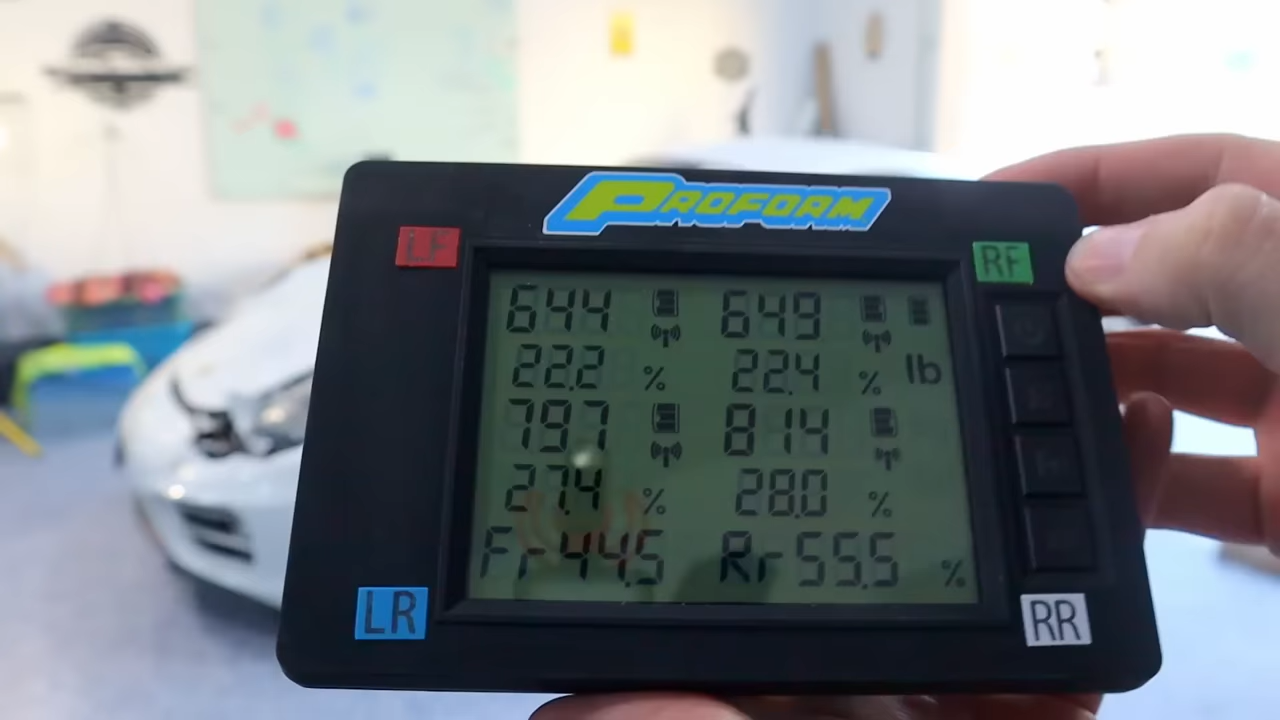 PROFORM
LF
RF
644 649
22.2 % 22.4 % lb
797 814
27.4 % 28.0 %
Fr 44.5 Rr 55.5 %
LR
RR